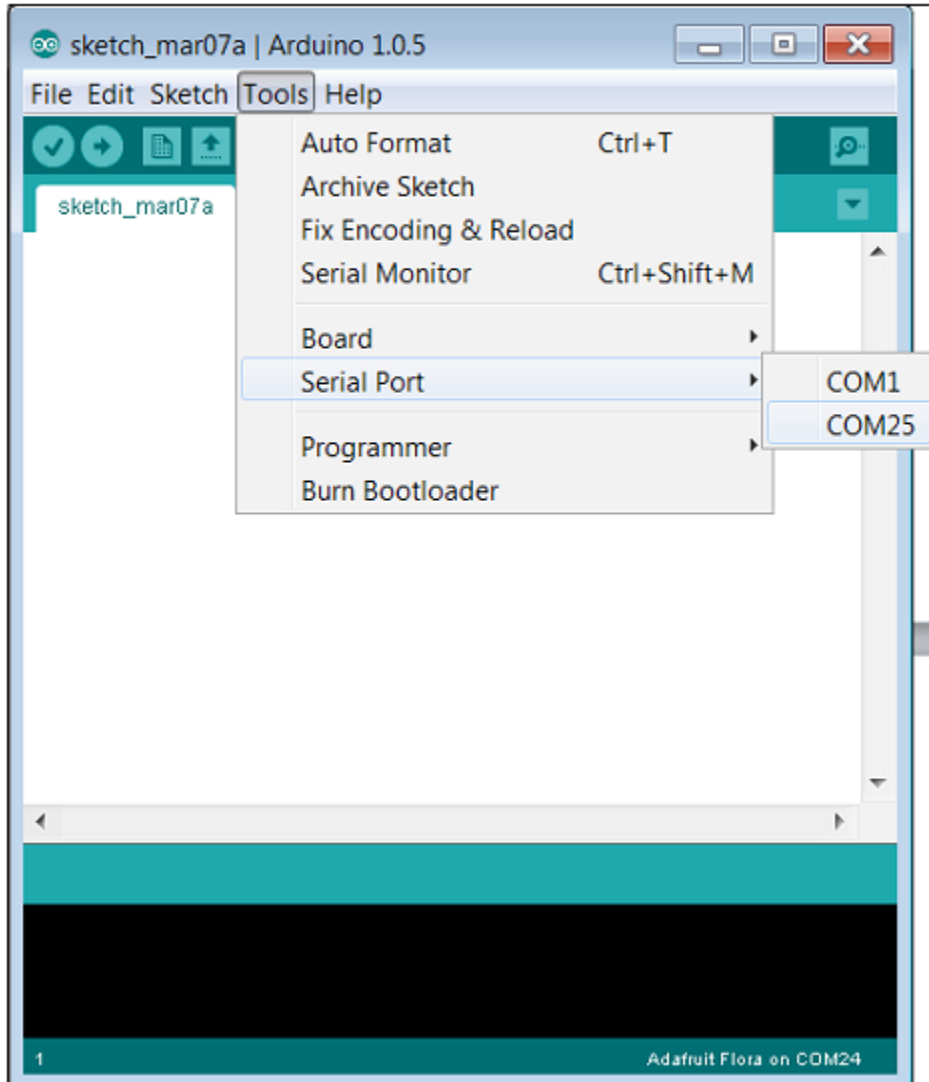 sketch_mar07a | Arduino 1.0.5
File Edit Sketch Tools Help
Auto Format Ctrl+T
Archive Sketch
sketch_mar07a
Fix Encoding & Reload
Serial Monitor Ctrl+Shift+M
Board
Serial Port
COM1
COM25
Programmer
Burn Bootloader
1 Adafruit Flora on COM24